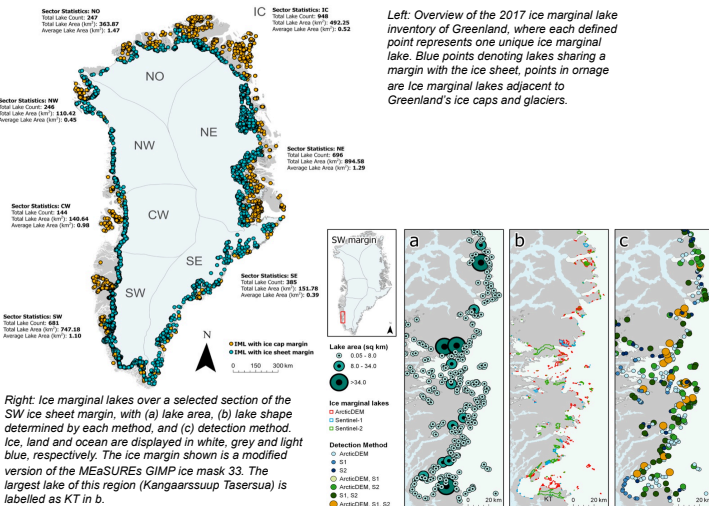 Sector Statistics: NO
Total Lake Count: 247
Total Lake Area (km²): 363.87
Average Lake Area (km²): 1.47
IC
Sector Statistics: IC
Total Lake Count: 948
Total Lake Area (km²): 492.25
Average Lake Area (km²): 0.52
Left: Overview of the 2017 ice marginal lake
inventory of Greenland, where each defined
point represents one unique ice marginal
lake. Blue points denoting lakes sharing a
margin with the ice sheet, points in ornage
are Ice marginal lakes adjacent to
Greenland's ice caps and glaciers.
NO
Sector Statistics: NW
Total Lake Count: 246
Total Lake Area (km²): 110.42
Average Lake Area (km²): 0.45
NE
NW
Sector Statistics: NE
Total Lake Count: 696
Total Lake Area (km²): 894.58
Average Lake Area (km²): 1.29
Sector Statistics: CW
Total Lake Count: 144
Total Lake Area (km²): 140.64
Average Lake Area (km²): 0.98
CW
SE
Sector Statistics: SE
Total Lake Count: 385
Total Lake Area (km²): 151.78
Average Lake Area (km²): 0.39
SW
Sector Statistics: SW
Total Lake Count: 681
Total Lake Area (km²): 747.18
Average Lake Area (km²): 1.10
N
IML with ice cap margin
IML with ice sheet margin
0 150 300 km
Right: Ice marginal lakes over a selected section of the
SW ice sheet margin, with (a) lake area, (b) lake shape
determined by each method, and (c) detection method.
Ice, land and ocean are displayed in white, grey and light
blue, respectively. The ice margin shown is a modified
version of the MEaSUREs GIMP ice mask 33. The
largest lake of this region (Kangaarssuup Tasersua) is
labelled as KT in b.
SW margin
Lake area (sq km)
0.05 - 8.0
8.0 - 34.0
>34.0
Ice marginal lakes
ArcticDEM
Sentinel-1
Sentinel-2
Detection Method
ArcticDEM
S1
S2
ArcticDEM, S1
ArcticDEM, S2
S1, S2
ArcticDEM, S1, S2
a
0 20 km
b
KT
0 20 km
c
0 20 km